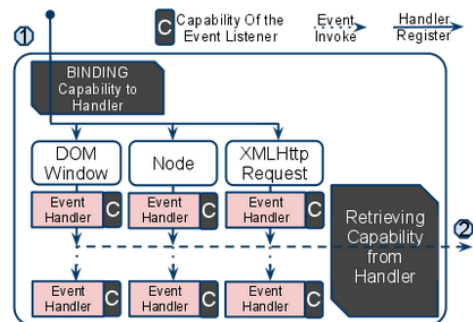 C
Capability Of the
Event Listener
Event
Invoke
Handler
Register
1
BINDING
Capability to
Handler
DOM
Window
Node
XMLHttp
Request
Event
Handler
C
Event
Handler
C
Event
Handler
C
Retrieving
Capability
from
Handler
2
Event
Handler
C
Event
Handler
C
Event
Handler
C